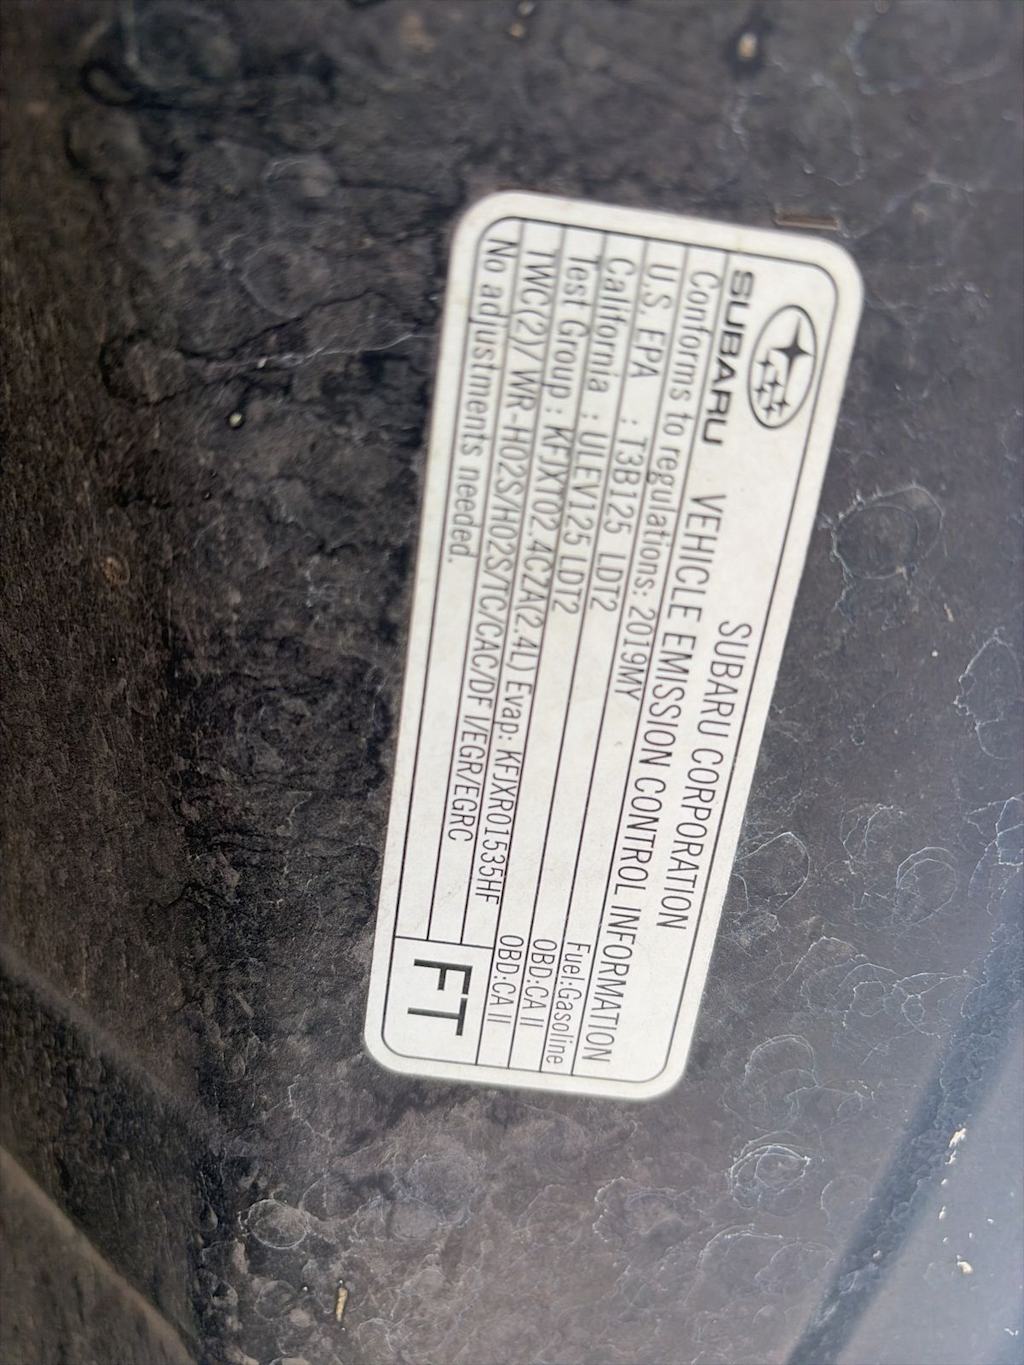 SUBARU CORPORATION
SUBARU VEHICLE EMISSION CONTROL INFORMATION
Conforms to regulations: 2019MY Fuel:Gasoline
U.S. EPA : T3B125 LDT2 OBD:CA II
California : ULEV125 LDT2 OBD:CA II
Test Group : KFJXT02.4CZA(2.4L) Evap: KFJXR01535HF
TWC(2)/WR-HO2S/HO2S/TC/CAC/DFI/EGR/EGRC
No adjustments needed.
FT